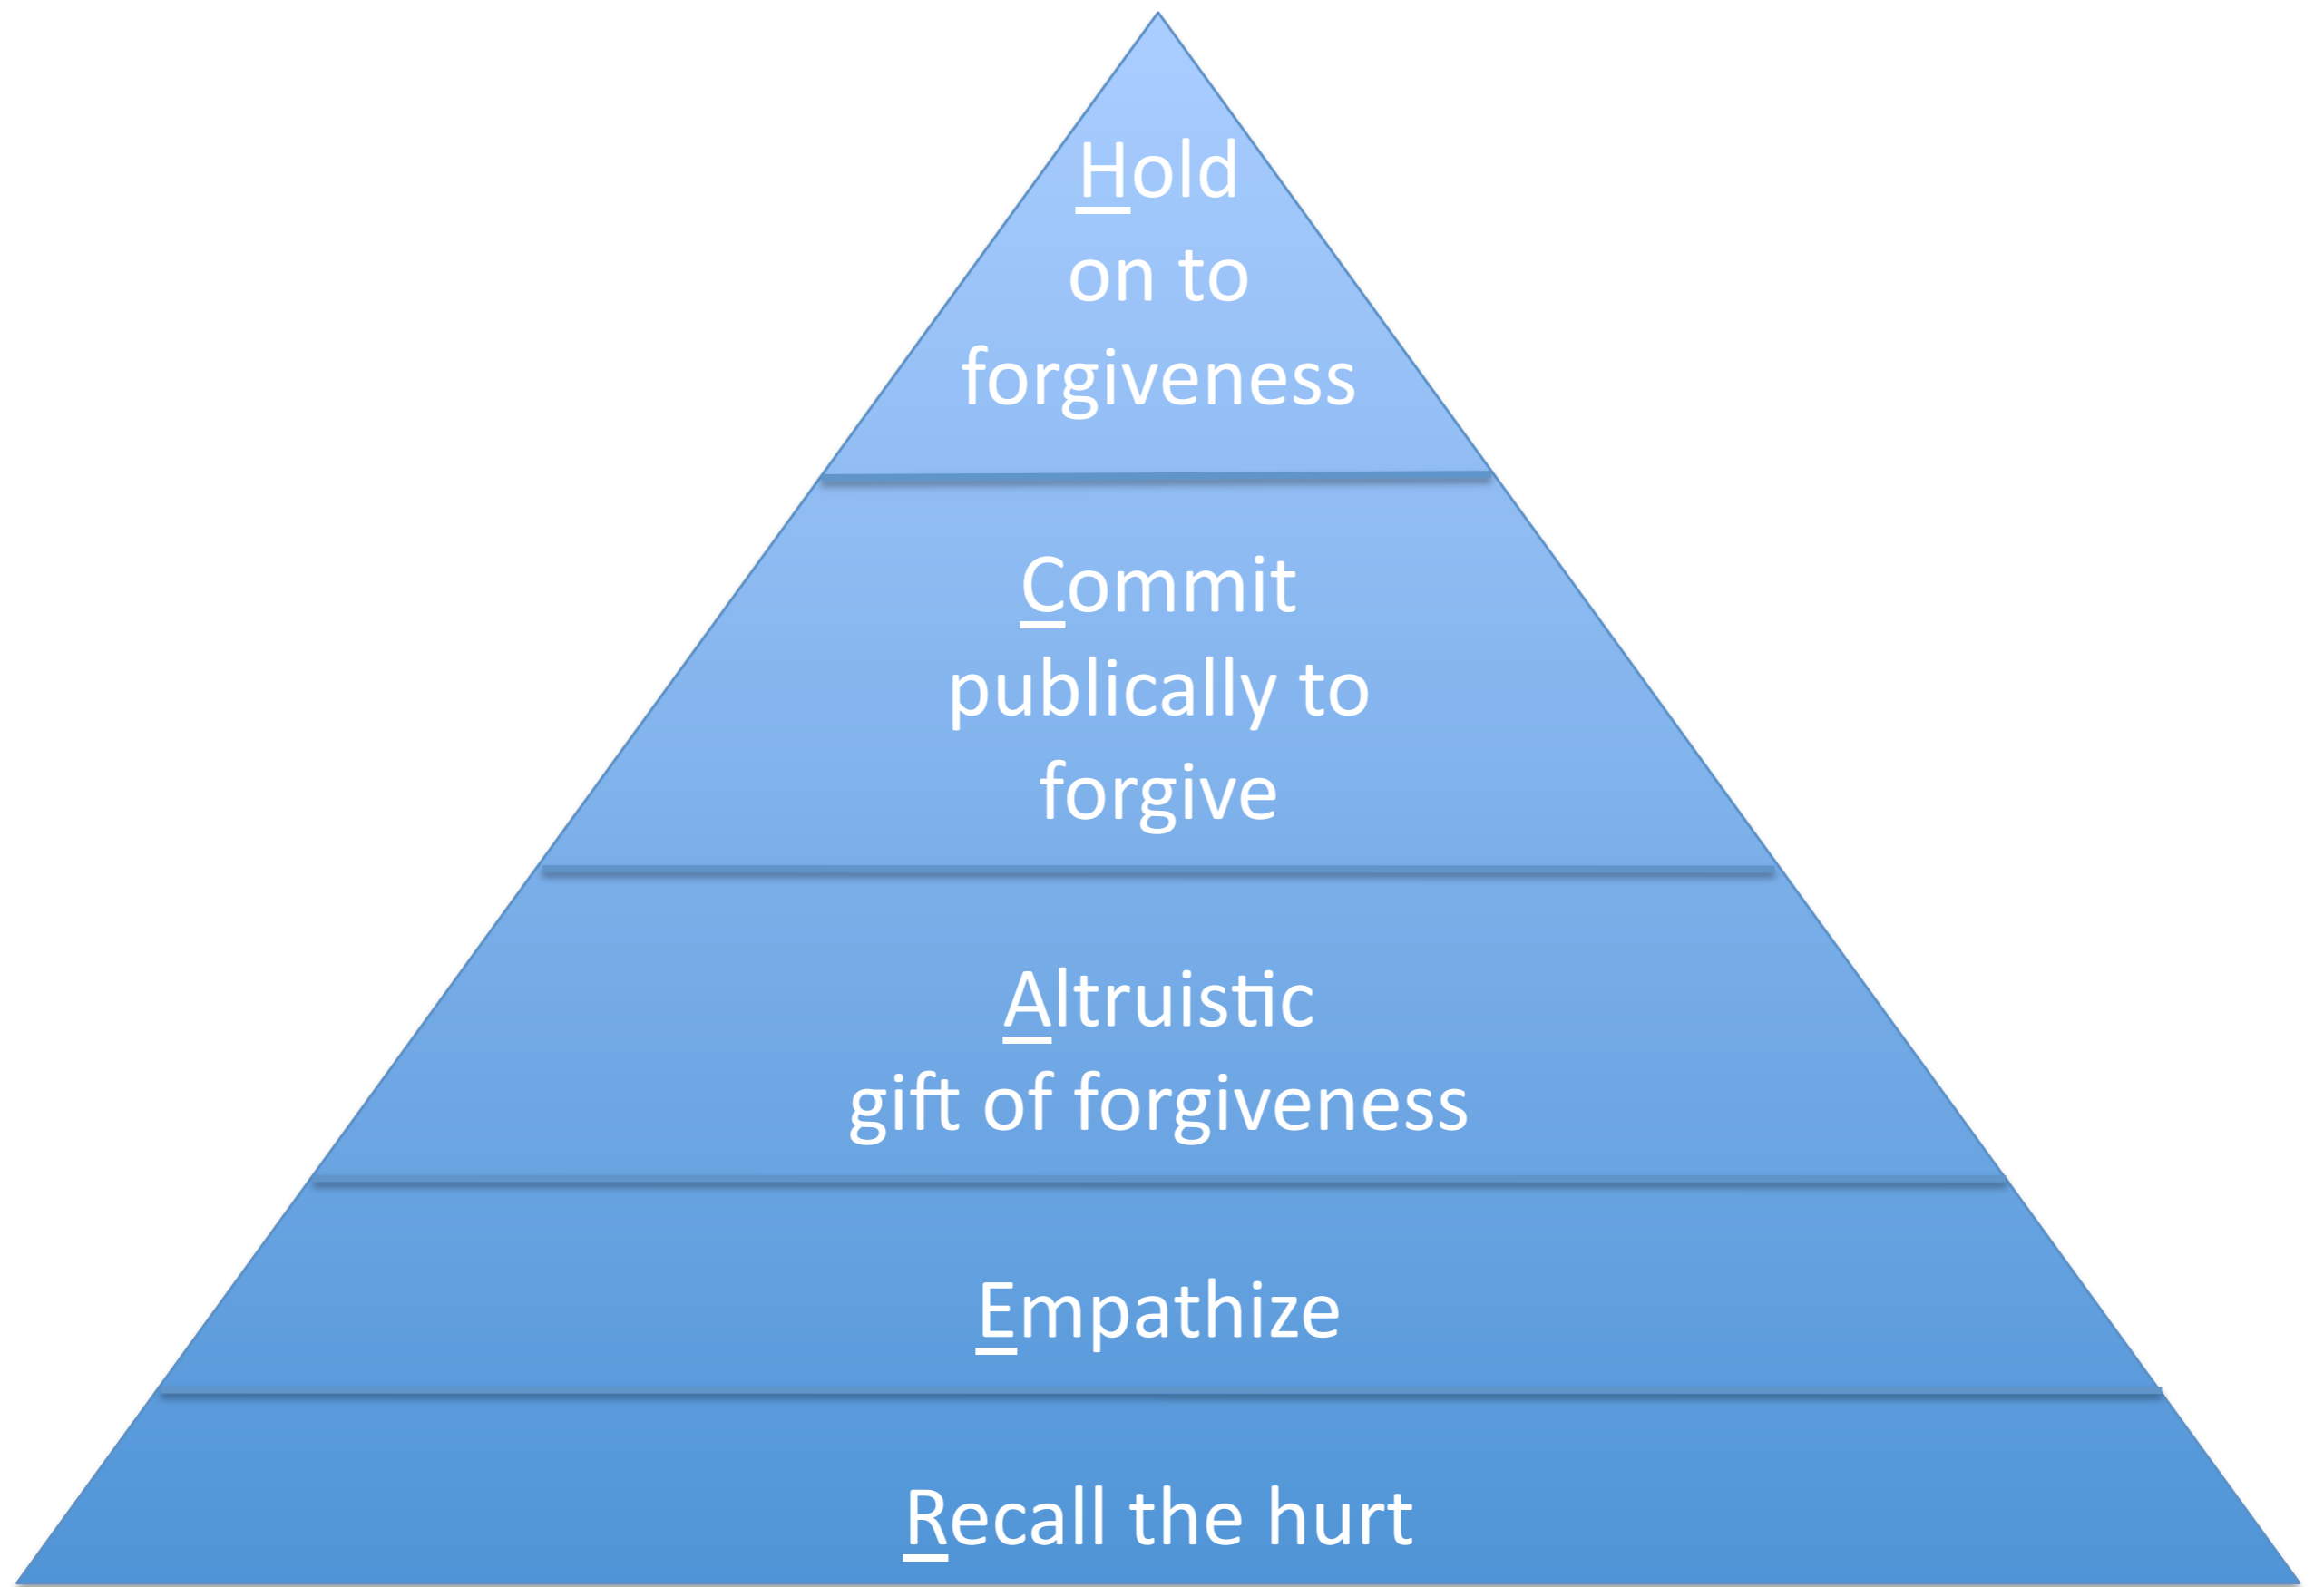 Hold
on to
forgiveness
Commit
publically to
forgive
Altruistic
gift of forgiveness
Empathize
Recall the hurt